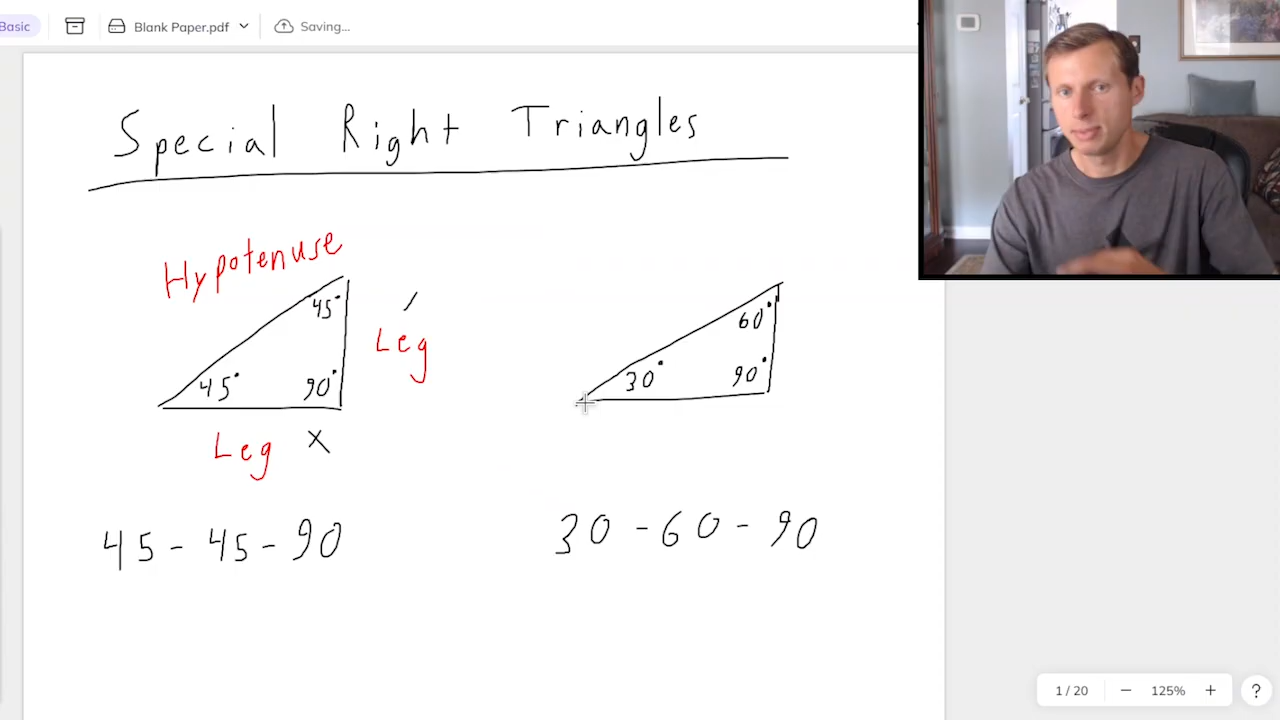 Basic
Blank Paper.pdf
Saving...
Special Right Triangles
Hypotenuse
45°
Leg
45°
90°
Leg x
45-45-90
60°
30°
90°
30-60-90
1 / 20
125%
?